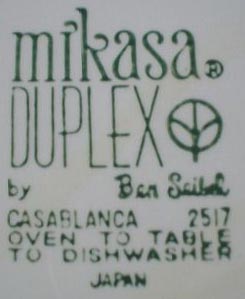 mikasa®
DUPLEX
by Ben Seibel
CASABLANCA 2517
OVEN TO TABLE
TO DISHWASHER
JAPAN